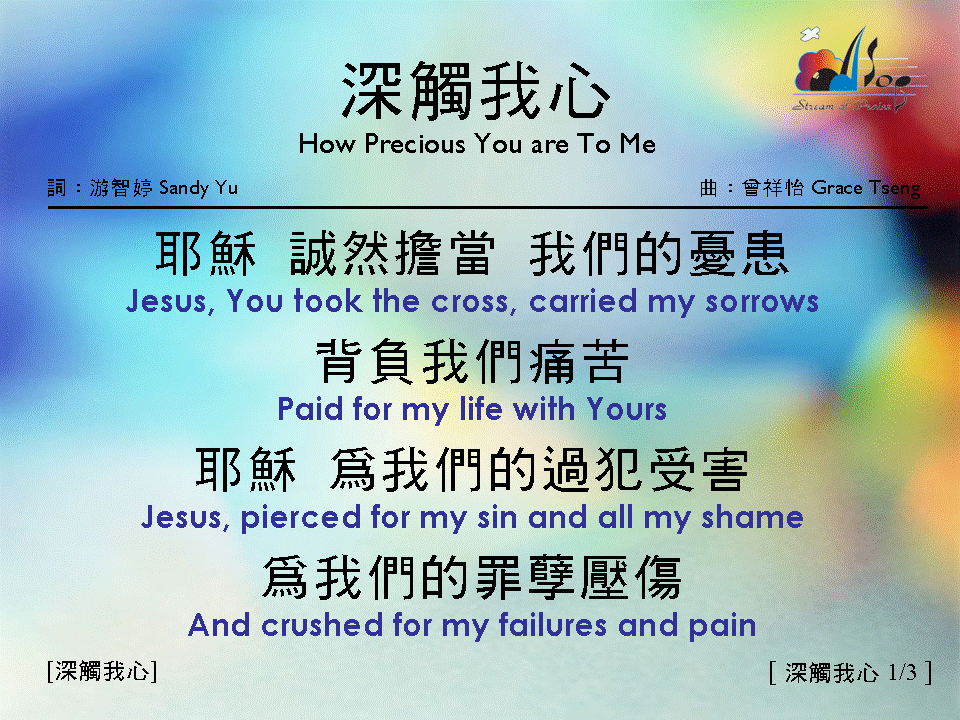 深觸我心
How Precious You are To Me
Stream of Praise
詞：游智婷 Sandy Yu
曲：曾祥怡 Grace Tseng
耶穌 誠然擔當 我們的憂患
Jesus, You took the cross, carried my sorrows
背負我們痛苦
Paid for my life with Yours
耶穌 為我們的過犯受害
Jesus, pierced for my sin and all my shame
為我們的罪孽壓傷
And crushed for my failures and pain
[深觸我心]
[ 深觸我心 1/3 ]